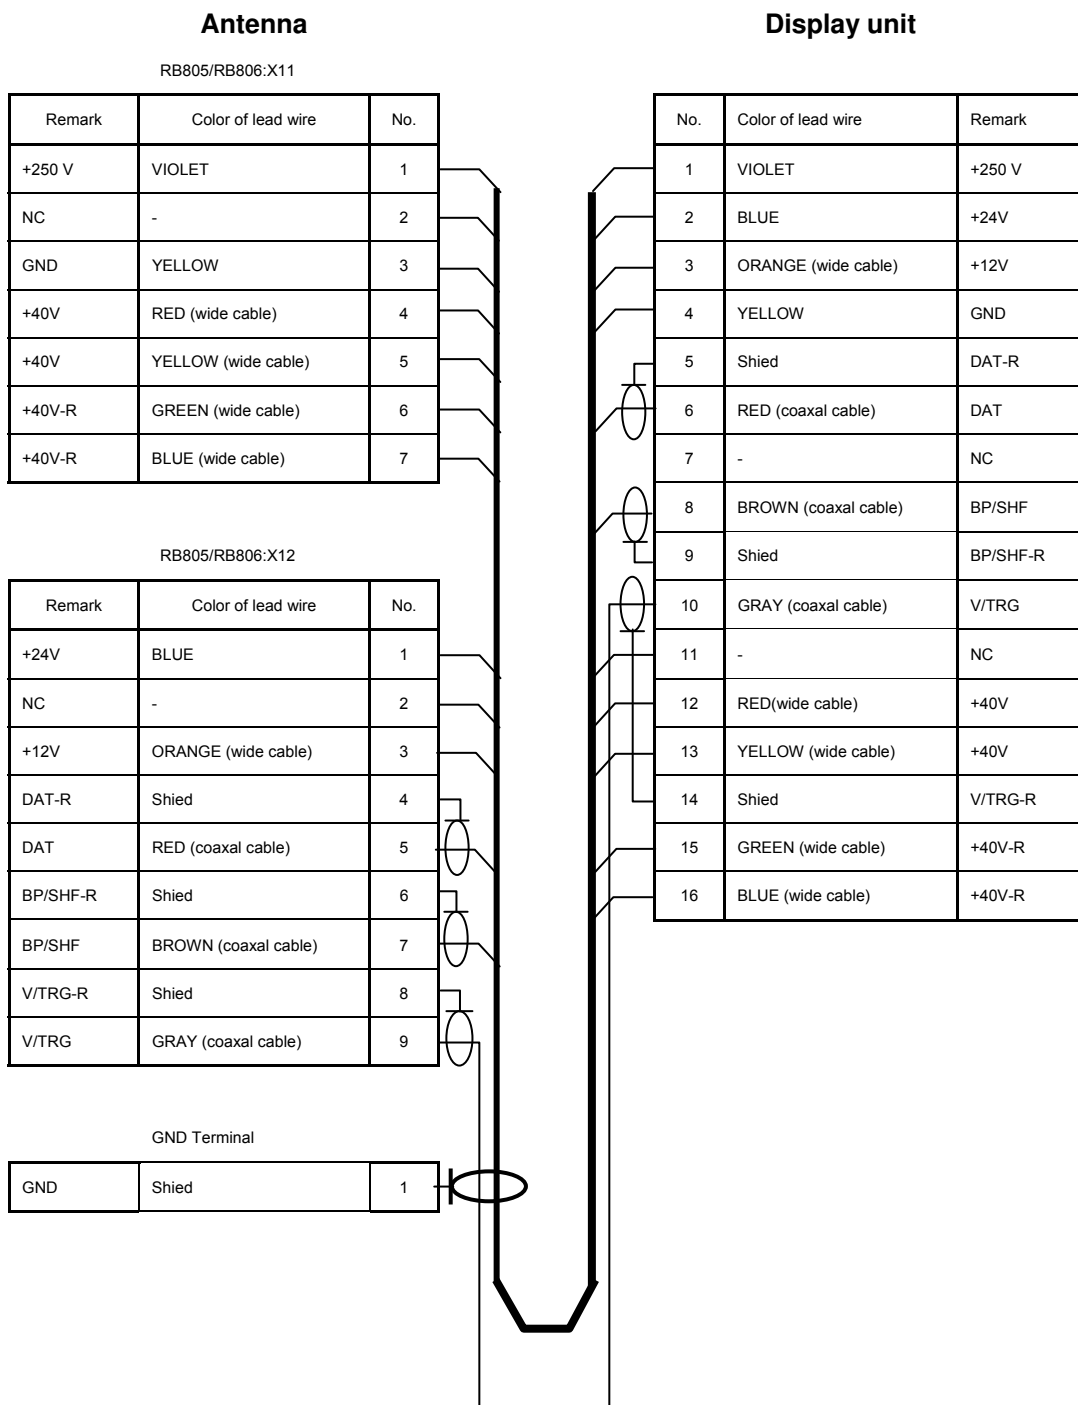 Antenna
Display unit
RB805/RB806:X11
Remark Color of lead wire No.
+250 V VIOLET 1
NC - 2
GND YELLOW 3
+40V RED (wide cable) 4
+40V YELLOW (wide cable) 5
+40V-R GREEN (wide cable) 6
+40V-R BLUE (wide cable) 7
RB805/RB806:X12
Remark Color of lead wire No.
+24V BLUE 1
NC - 2
+12V ORANGE (wide cable) 3
DAT-R Shied 4
DAT RED (coaxal cable) 5
BP/SHF-R Shied 6
BP/SHF BROWN (coaxal cable) 7
V/TRG-R Shied 8
V/TRG GRAY (coaxal cable) 9
GND Terminal
GND Shied 1
No. Color of lead wire Remark
1 VIOLET +250 V
2 BLUE +24V
3 ORANGE (wide cable) +12V
4 YELLOW GND
5 Shied DAT-R
6 RED (coaxal cable) DAT
7 - NC
8 BROWN (coaxal cable) BP/SHF
9 Shied BP/SHF-R
10 GRAY (coaxal cable) V/TRG
11 - NC
12 RED(wide cable) +40V
13 YELLOW (wide cable) +40V
14 Shied V/TRG-R
15 GREEN (wide cable) +40V-R
16 BLUE (wide cable) +40V-R